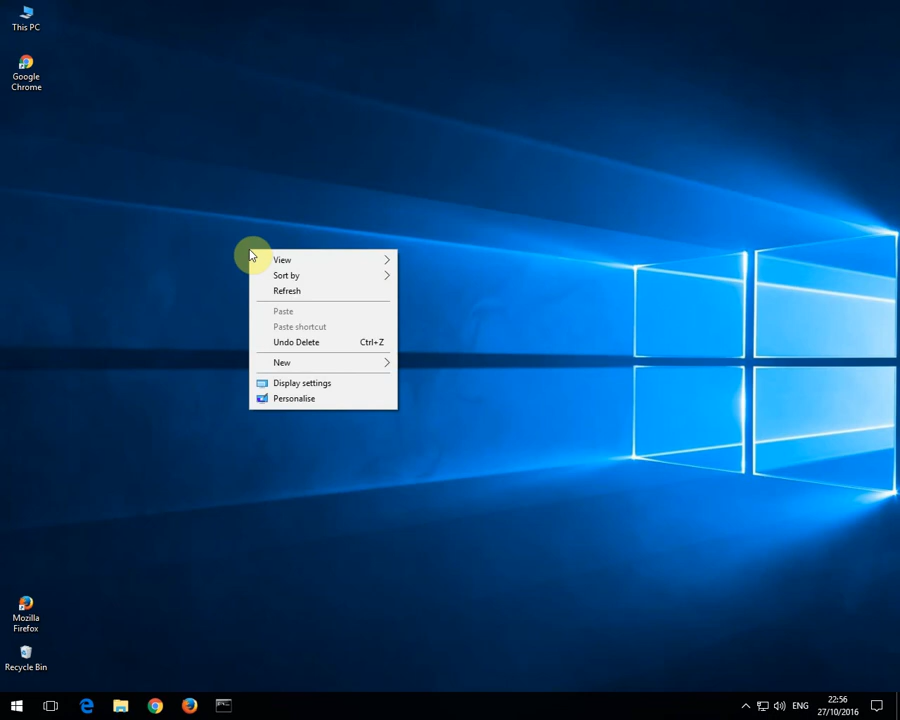 This PC
Google
Chrome
View
Sort by
Refresh
Paste
Paste shortcut
Undo Delete Ctrl+Z
New
Display settings
Personalise
Mozilla
Firefox
Recycle Bin
ENG
22:56
27/10/2016